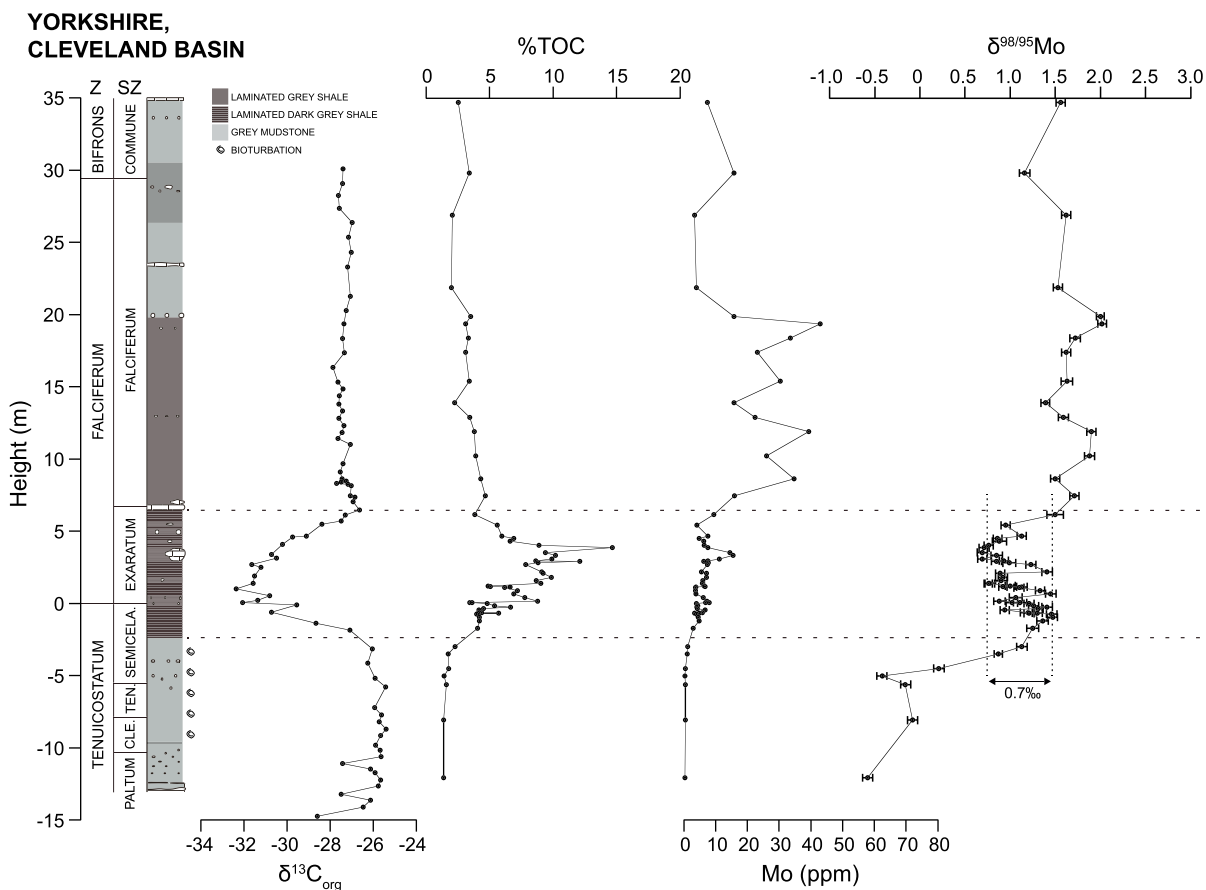 YORKSHIRE,
CLEVELAND BASIN
%TOC
δ98/95Mo
0 5 10 15 20
-1.0 -0.5 0 0.5 1.0 1.5 2.0 2.5 3.0
Z SZ
LAMINATED GREY SHALE
LAMINATED DARK GREY SHALE
GREY MUDSTONE
BIOTURBATION
35
30
25
20
15
10
5
0
-5
-10
-15
Height (m)
BIFRONS
FALCIFERUM
TENUICOSTATUM
COMMUNE
FALCIFERUM
EXARATUM
SEMICELA.
TEN.
CLE.
PALTUM
0.7‰
-34 -32 -30 -28 -26 -24
δ13Corg
0 10 20 30 40 50 60 70 80
Mo (ppm)